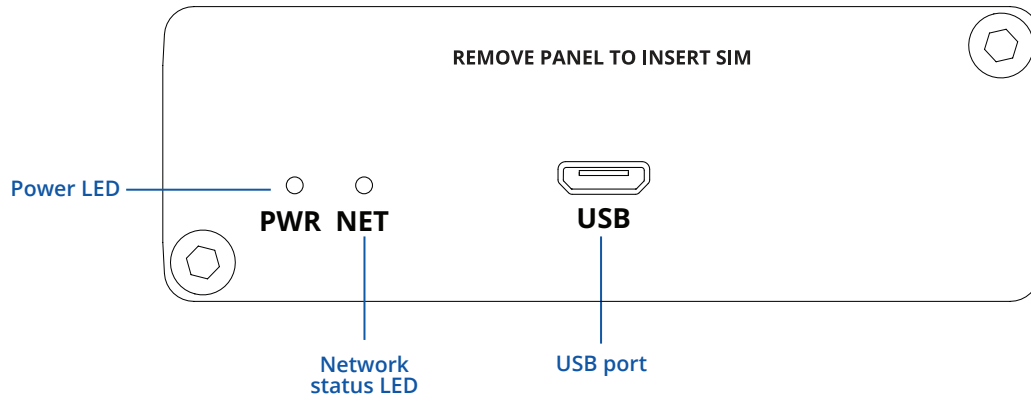 REMOVE PANEL TO INSERT SIM
Power LED
PWR NET
USB
Network
status LED
USB port